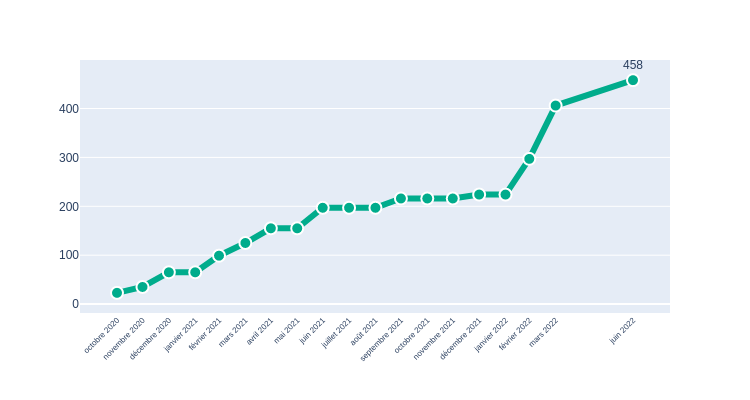 458
400
300
200
100
0
octobre 2020
novembre 2020
décembre 2020
janvier 2021
février 2021
mars 2021
avril 2021
mai 2021
juin 2021
juillet 2021
août 2021
septembre 2021
octobre 2021
novembre 2021
décembre 2021
janvier 2022
février 2022
mars 2022
juin 2022